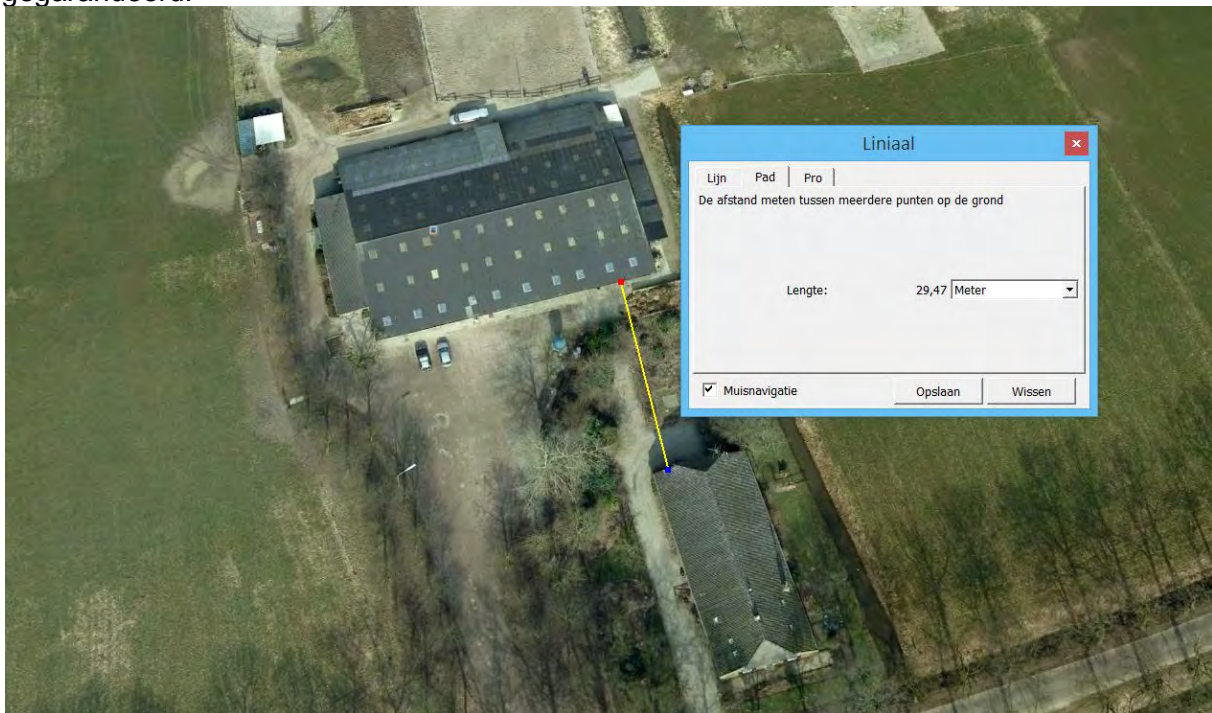 gegarandeerd.
Liniaal
Lijn Pad Pro
De afstand meten tussen meerdere punten op de grond
Lengte: 29,47 Meter
Muisnavigatie Opslaan Wissen